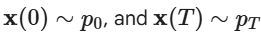 x(0) ∼ p₀, and x(T) ∼ p_T